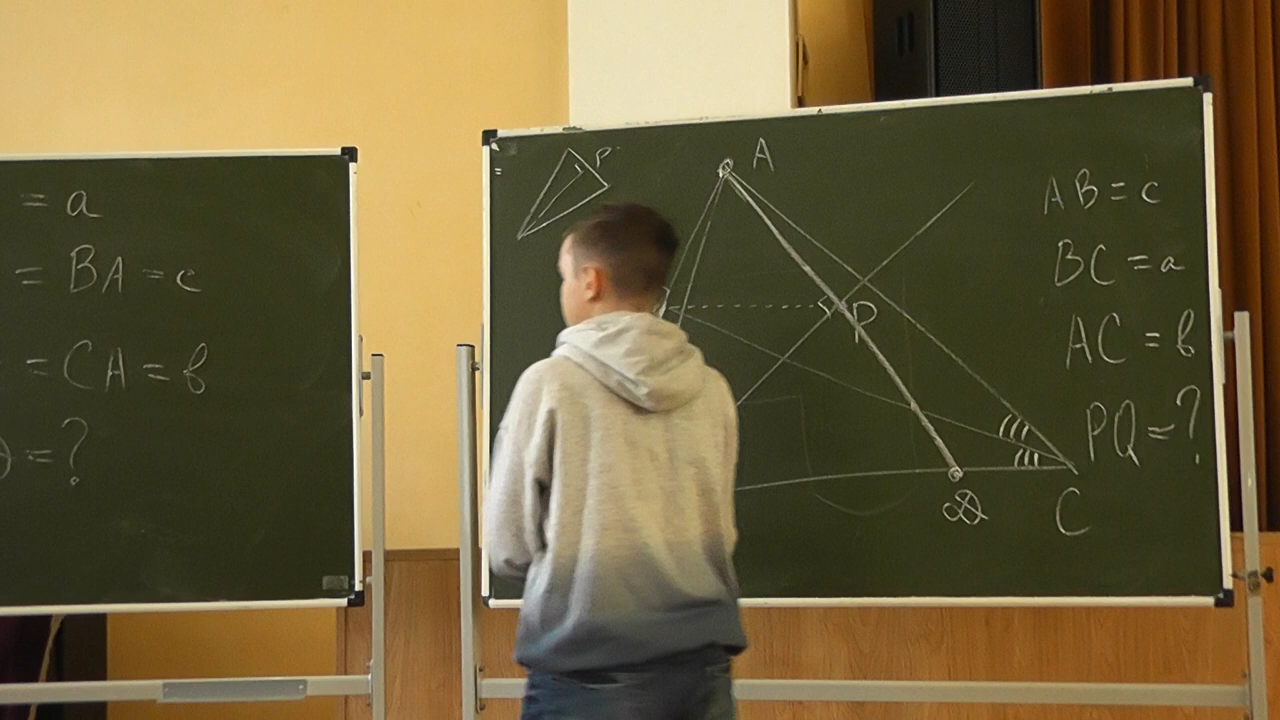 = a
= BA = c
= CA = b
= ?
P
A
P
C
AB = c
BC = a
AC = b
PQ = ?